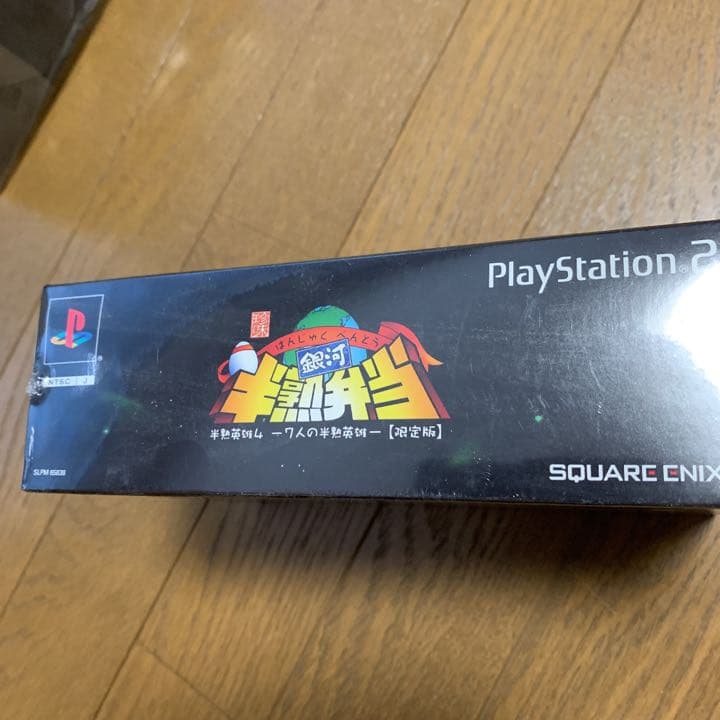 PlayStation 2
NTSC J
珍味
はんじゅくべんとう
銀河
半熟弁当
半熟英雄4 ー7人の半熟英雄ー【限定版】
SQUARE ENIX